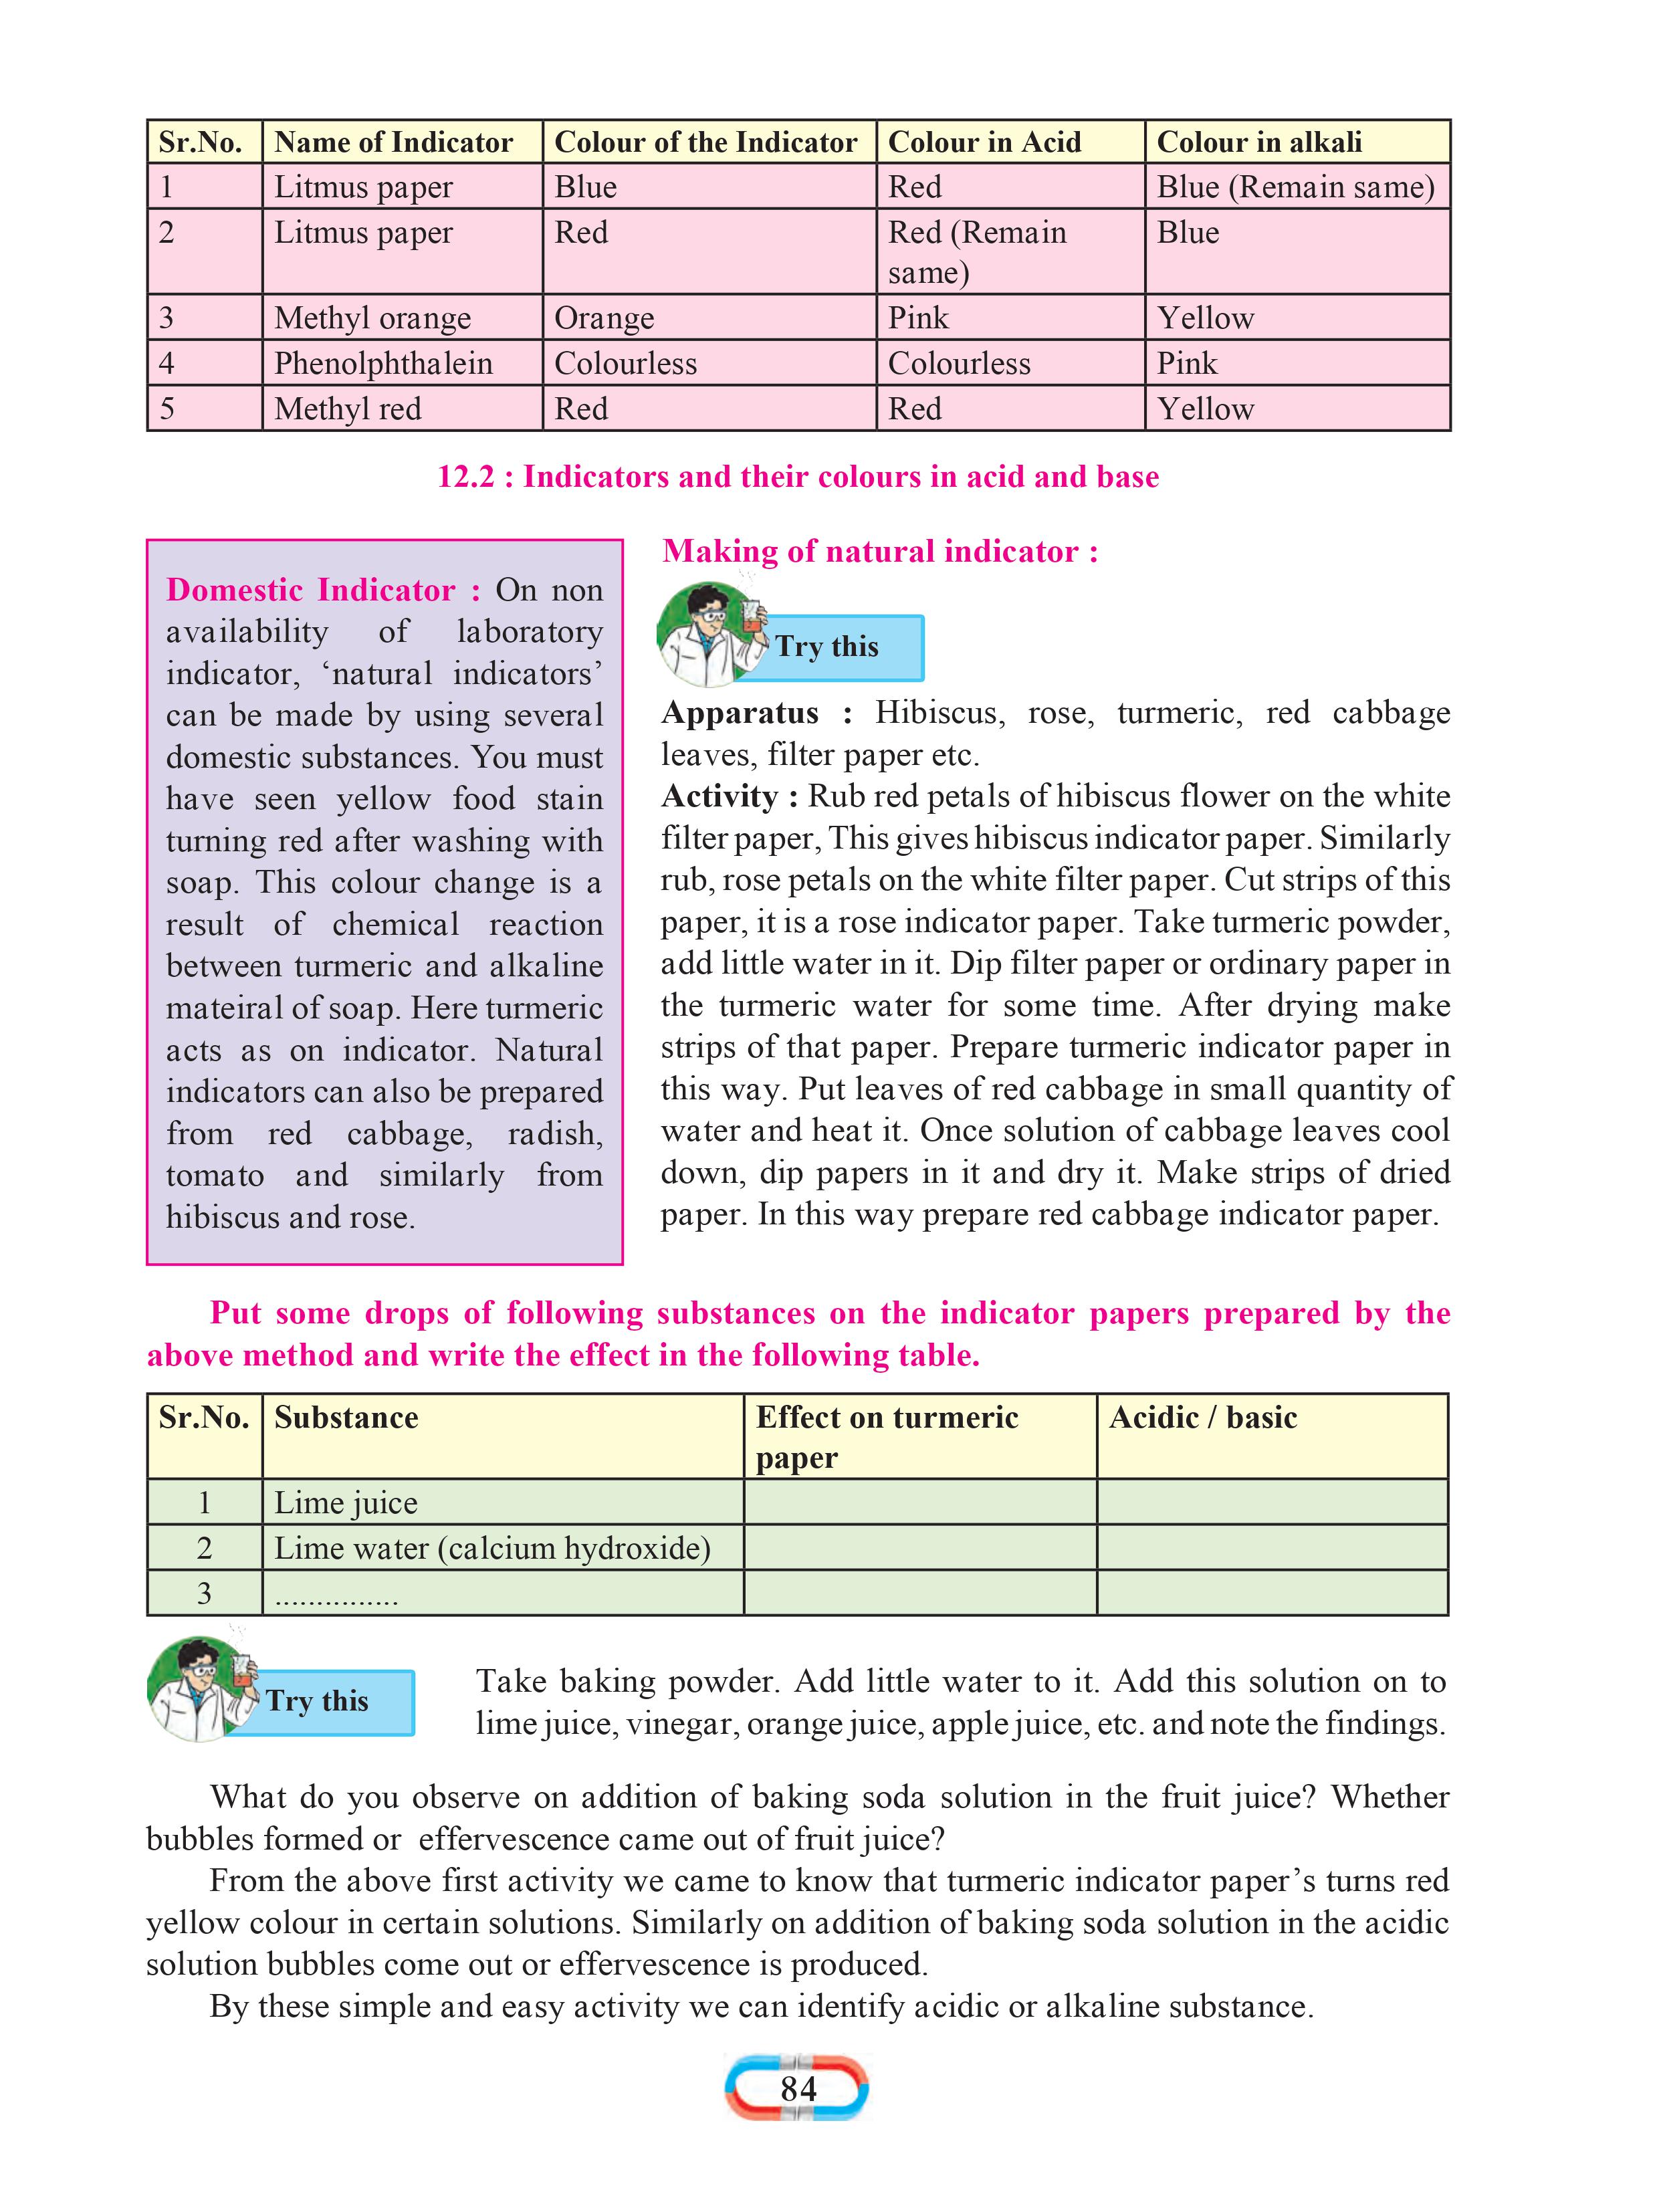 Sr.No. Name of Indicator Colour of the Indicator Colour in Acid Colour in alkali
1 Litmus paper Blue Red Blue (Remain same)
2 Litmus paper Red Red (Remain Blue
same)
3 Methyl orange Orange Pink Yellow
4 Phenolphthalein Colourless Colourless Pink
5 Methyl red Red Red Yellow
12.2 : Indicators and their colours in acid and base
Domestic Indicator : On non
availability of laboratory
indicator, ‘natural indicators’
can be made by using several
domestic substances. You must
have seen yellow food stain
turning red after washing with
soap. This colour change is a
result of chemical reaction
between turmeric and alkaline
mateiral of soap. Here turmeric
acts as on indicator. Natural
indicators can also be prepared
from red cabbage, radish,
tomato and similarly from
hibiscus and rose.
Making of natural indicator :
Try this
Apparatus : Hibiscus, rose, turmeric, red cabbage
leaves, filter paper etc.
Activity : Rub red petals of hibiscus flower on the white
filter paper, This gives hibiscus indicator paper. Similarly
rub, rose petals on the white filter paper. Cut strips of this
paper, it is a rose indicator paper. Take turmeric powder,
add little water in it. Dip filter paper or ordinary paper in
the turmeric water for some time. After drying make
strips of that paper. Prepare turmeric indicator paper in
this way. Put leaves of red cabbage in small quantity of
water and heat it. Once solution of cabbage leaves cool
down, dip papers in it and dry it. Make strips of dried
paper. In this way prepare red cabbage indicator paper.
Put some drops of following substances on the indicator papers prepared by the
above method and write the effect in the following table.
Sr.No. Substance Effect on turmeric Acidic / basic
paper
1 Lime juice
2 Lime water (calcium hydroxide)
3 ...............
Try this
Take baking powder. Add little water to it. Add this solution on to
lime juice, vinegar, orange juice, apple juice, etc. and note the findings.
What do you observe on addition of baking soda solution in the fruit juice? Whether
bubbles formed or effervescence came out of fruit juice?
From the above first activity we came to know that turmeric indicator paper’s turns red
yellow colour in certain solutions. Similarly on addition of baking soda solution in the acidic
solution bubbles come out or effervescence is produced.
By these simple and easy activity we can identify acidic or alkaline substance.
84